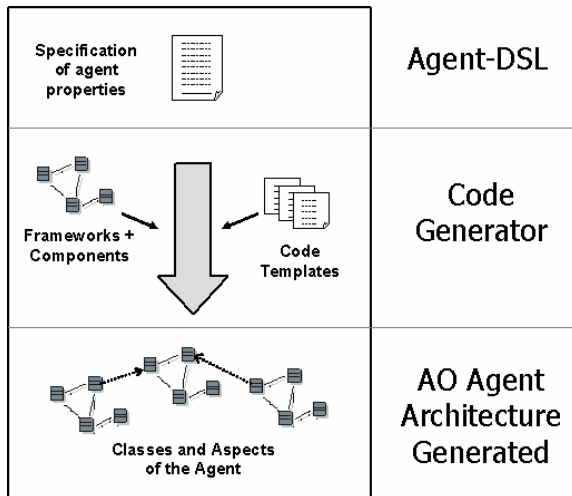 Specification
of agent
properties
Agent-DSL
Frameworks +
Components
Code
Templates
Code
Generator
Classes and Aspects
of the Agent
AO Agent
Architecture
Generated